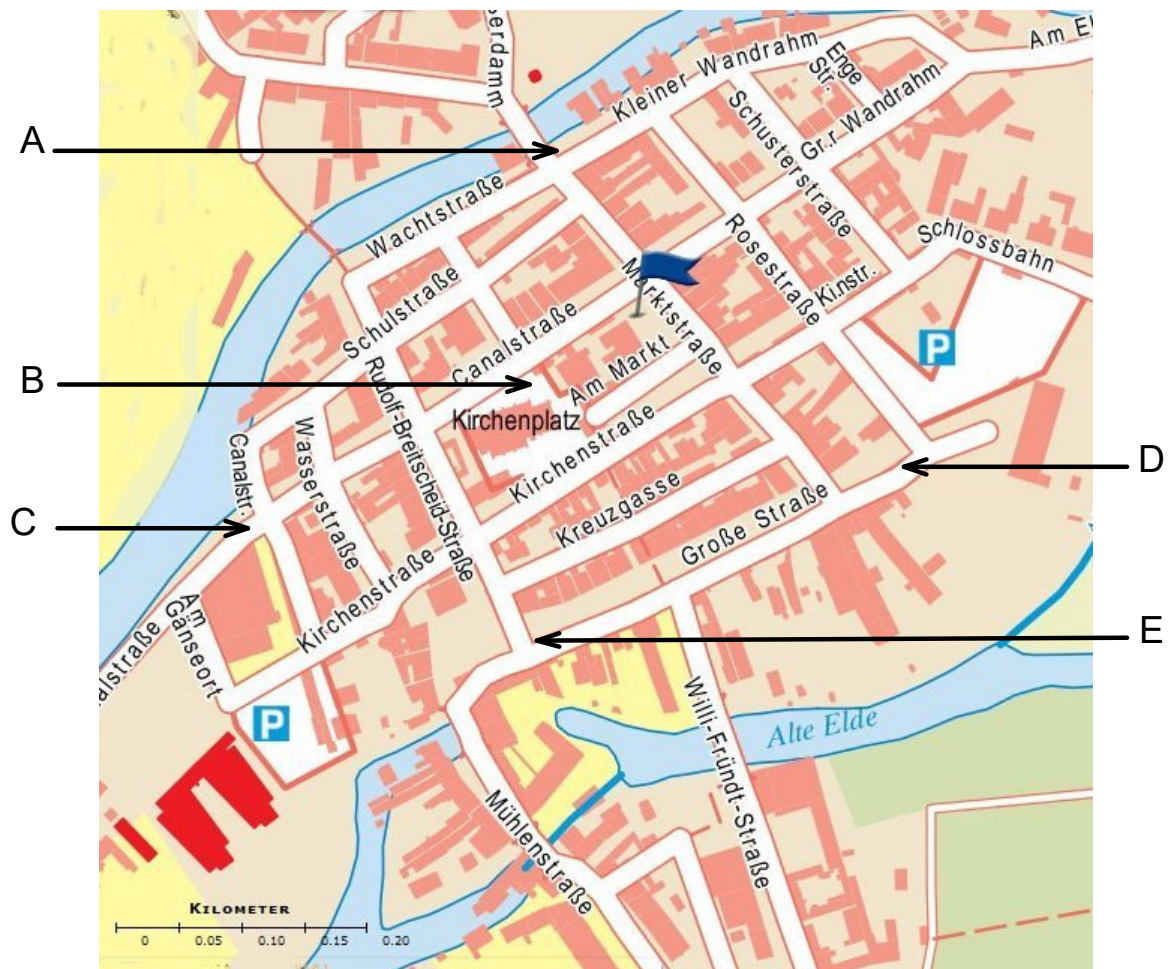 Am El
Kleiner Wandrahm
Enge
Str.
serdamm
Schusterstraße
Gr.r Wandrahm
A
Wachtstraße
Rosestraße
Schlossbahn
Marktstraße
Kinstr.
Schulstraße
Canalstraße
P
B
Am Markt
Rudolf-Breitscheid-Straße
Kirchenplatz
Canalstr.
Wasserstraße
Kirchenstraße
D
Kreuzgasse
Große Straße
C
Kirchenstraße
Am
Gänseort
alstraße
E
P
Willi-Fründt-Straße
Alte Elde
Mühlenstraße
KILOMETER
0 0.05 0.10 0.15 0.20